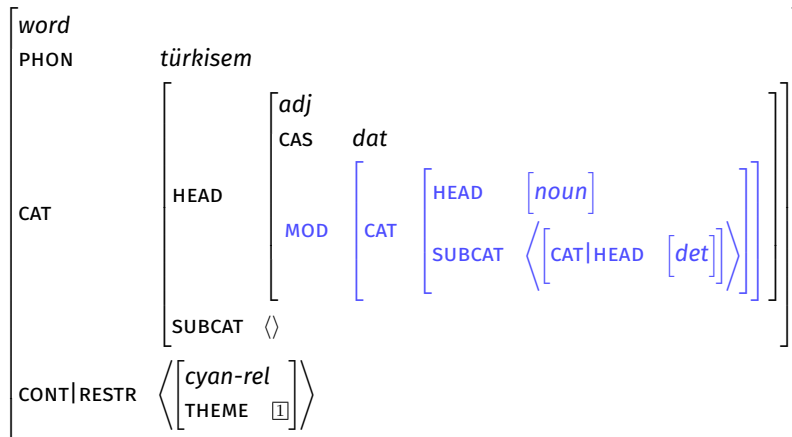 word
PHON türkisem
adj
CAS dat
HEAD [noun]
CAT HEAD MOD [CAT
SUBCAT ⟨[CAT|HEAD [det]]⟩
SUBCAT ⟨⟩
cyan-rel
CONT|RESTR
THEME 1